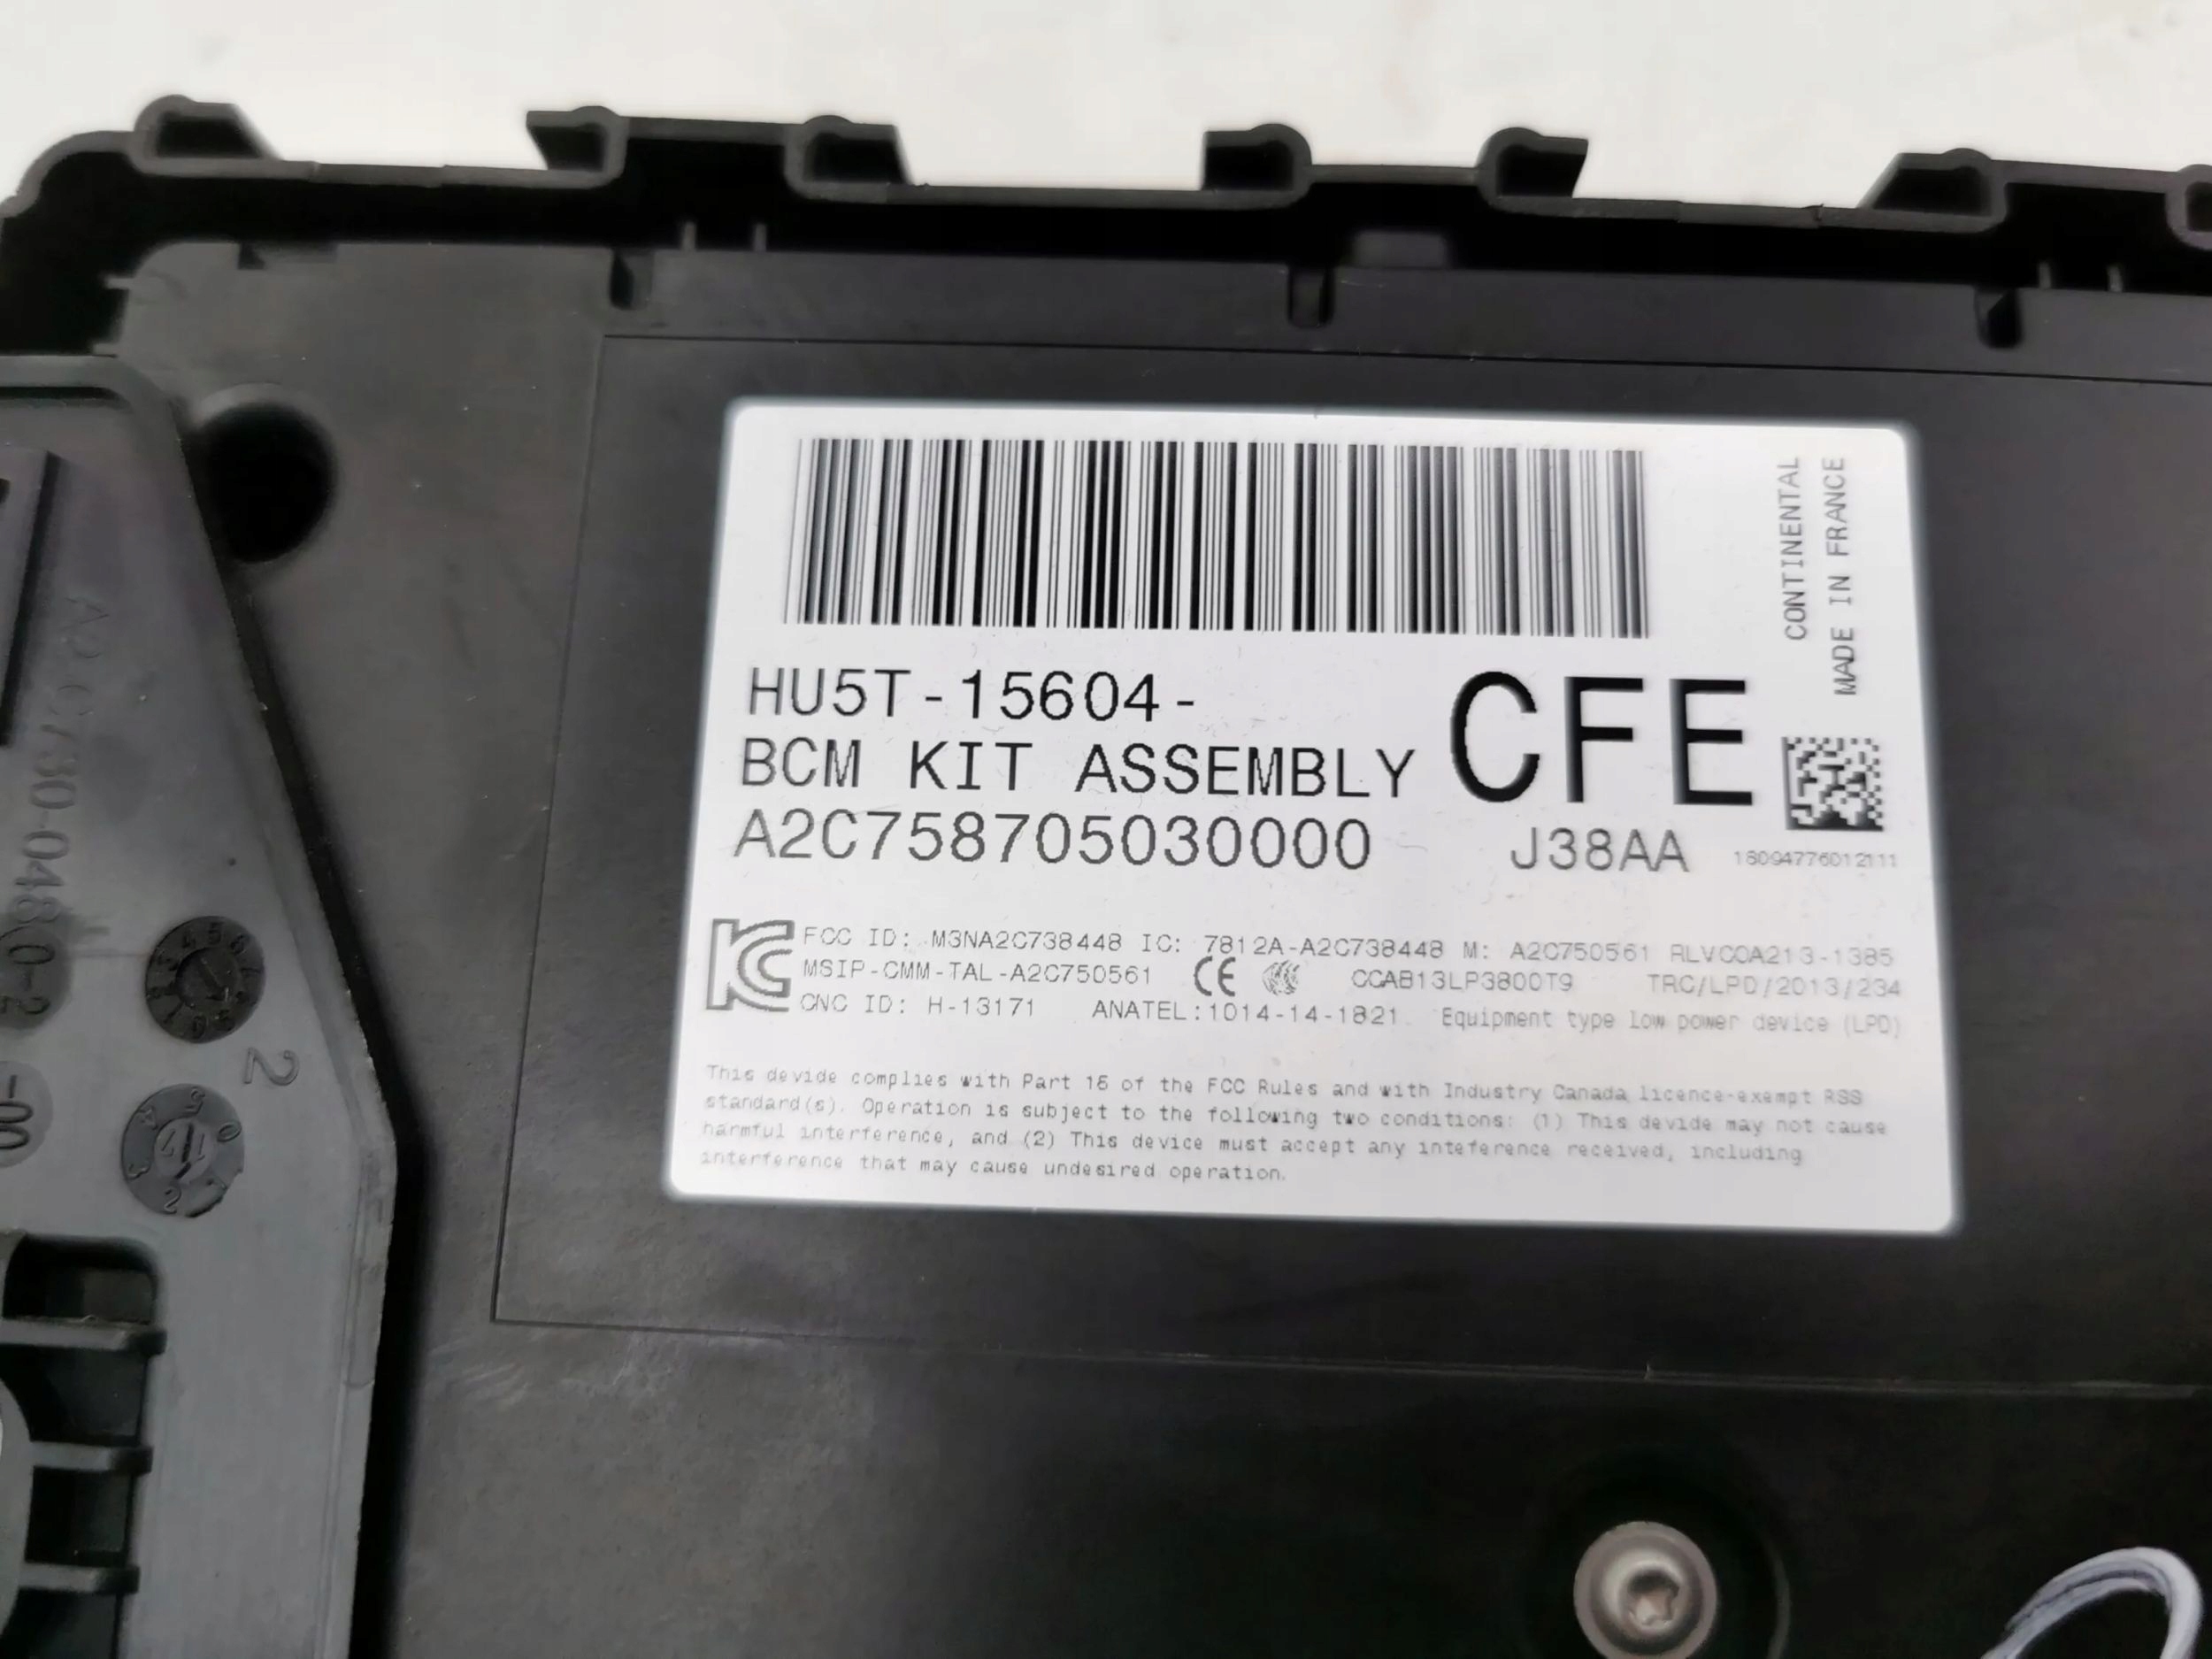 CONTINENTAL
MADE IN FRANCE
HU5T-15604-
CFE
BCM KIT ASSEMBLY
A2C758705030000
J38AA
18094776012111
FCC ID: M3NA2C738448 IC: 7812A-A2C738448 M: A2C750561 RLVCOA213-1385
MSIP-CMM-TAL-A2C750561 CE CCAB13LP3800T9 TRC/LPD/2013/234
CNC ID: H-13171 ANATEL:1014-14-1821 Equipment type low power device (LPD)
This devide complies with Part 15 of the FCC Rules and with Industry Canada licence-exempt RSS
standard(s). Operation is subject to the following two conditions: (1) This devide may not cause
harmful interference, and (2) This device must accept any inteference received, including
interference that may cause undesired operation.
2